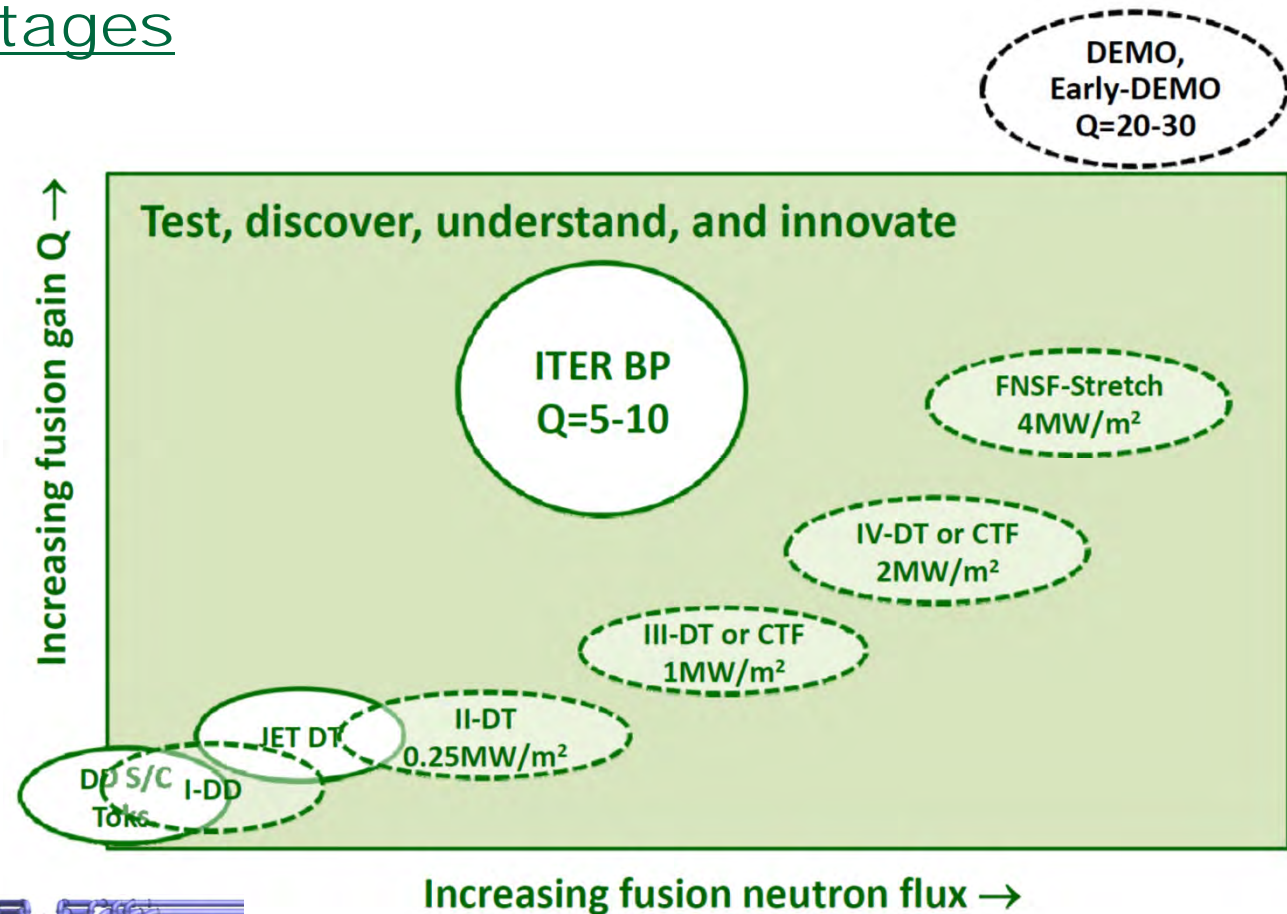 tages
DEMO,
Early-DEMO
Q=20-30
Increasing fusion gain Q →
Test, discover, understand, and innovate
ITER BP
Q=5-10
FNSF-Stretch
4MW/m²
IV-DT or CTF
2MW/m²
III-DT or CTF
1MW/m²
II-DT
0.25MW/m²
JET DT
DD S/C
Toks
I-DD
Increasing fusion neutron flux →